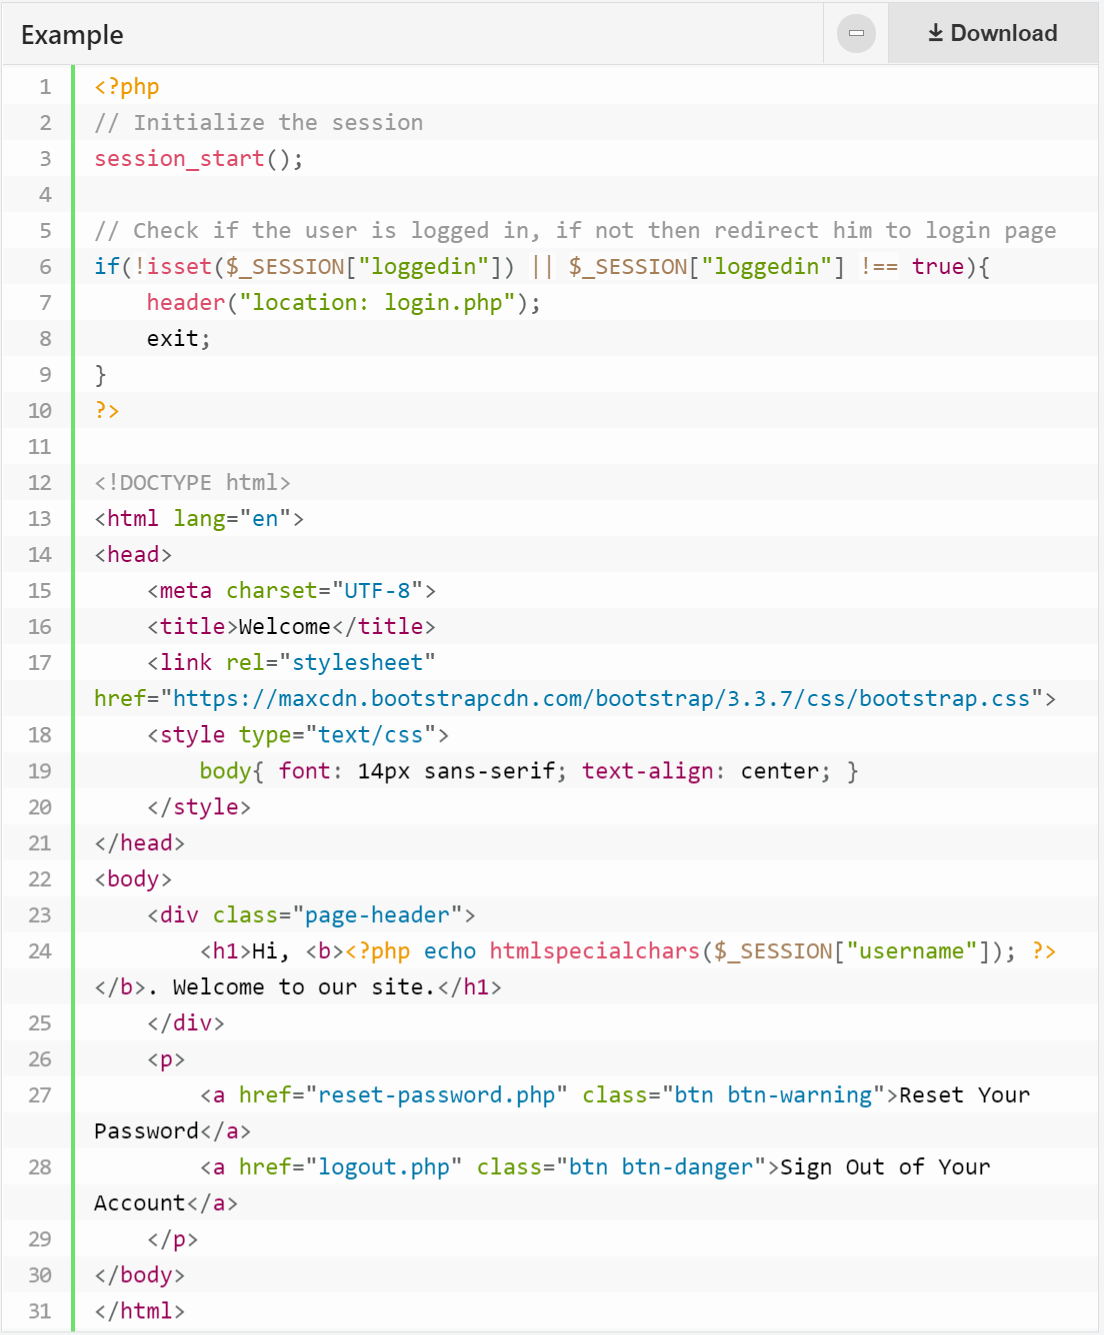 Example
Download
1 <?php
2 // Initialize the session
3 session_start();
4
5 // Check if the user is logged in, if not then redirect him to login page
6 if(!isset($_SESSION["loggedin"]) || $_SESSION["loggedin"] !== true){
7     header("location: login.php");
8     exit;
9 }
10 ?>
11
12 <!DOCTYPE html>
13 <html lang="en">
14 <head>
15     <meta charset="UTF-8">
16     <title>Welcome</title>
17     <link rel="stylesheet"
href="https://maxcdn.bootstrapcdn.com/bootstrap/3.3.7/css/bootstrap.css">
18     <style type="text/css">
19         body{ font: 14px sans-serif; text-align: center; }
20     </style>
21 </head>
22 <body>
23     <div class="page-header">
24         <h1>Hi, <b><?php echo htmlspecialchars($_SESSION["username"]); ?>
</b>. Welcome to our site.</h1>
25     </div>
26     <p>
27         <a href="reset-password.php" class="btn btn-warning">Reset Your
Password</a>
28         <a href="logout.php" class="btn btn-danger">Sign Out of Your
Account</a>
29     </p>
30 </body>
31 </html>